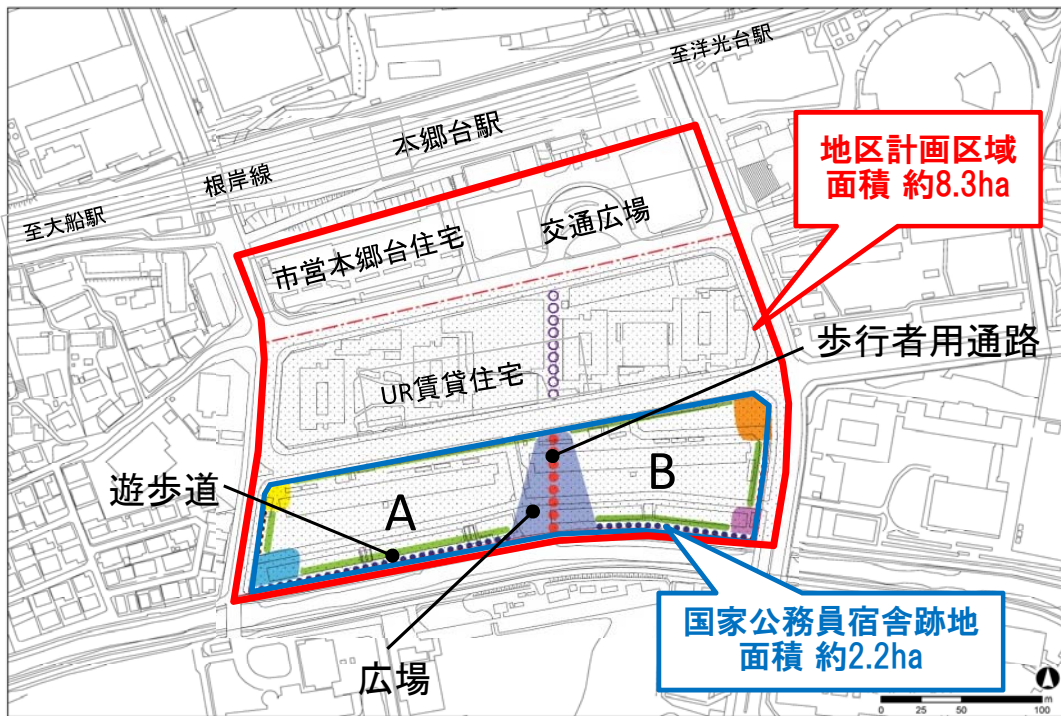 至洋光台駅
本郷台駅
根岸線
至大船駅
地区計画区域
面積 約8.3ha
交通広場
市営本郷台住宅
歩行者用通路
UR賃貸住宅
遊歩道
A
B
国家公務員宿舎跡地
面積 約2.2ha
広場
m
0 25 50 100